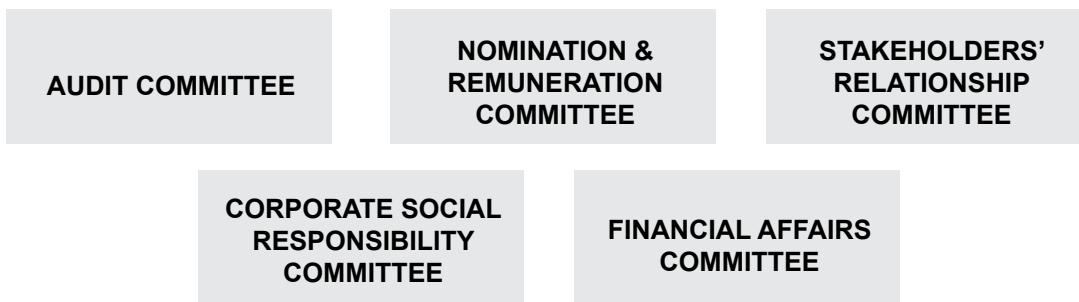 AUDIT COMMITTEE
NOMINATION &
REMUNERATION
COMMITTEE
STAKEHOLDERS’
RELATIONSHIP
COMMITTEE
CORPORATE SOCIAL
RESPONSIBILITY
COMMITTEE
FINANCIAL AFFAIRS
COMMITTEE